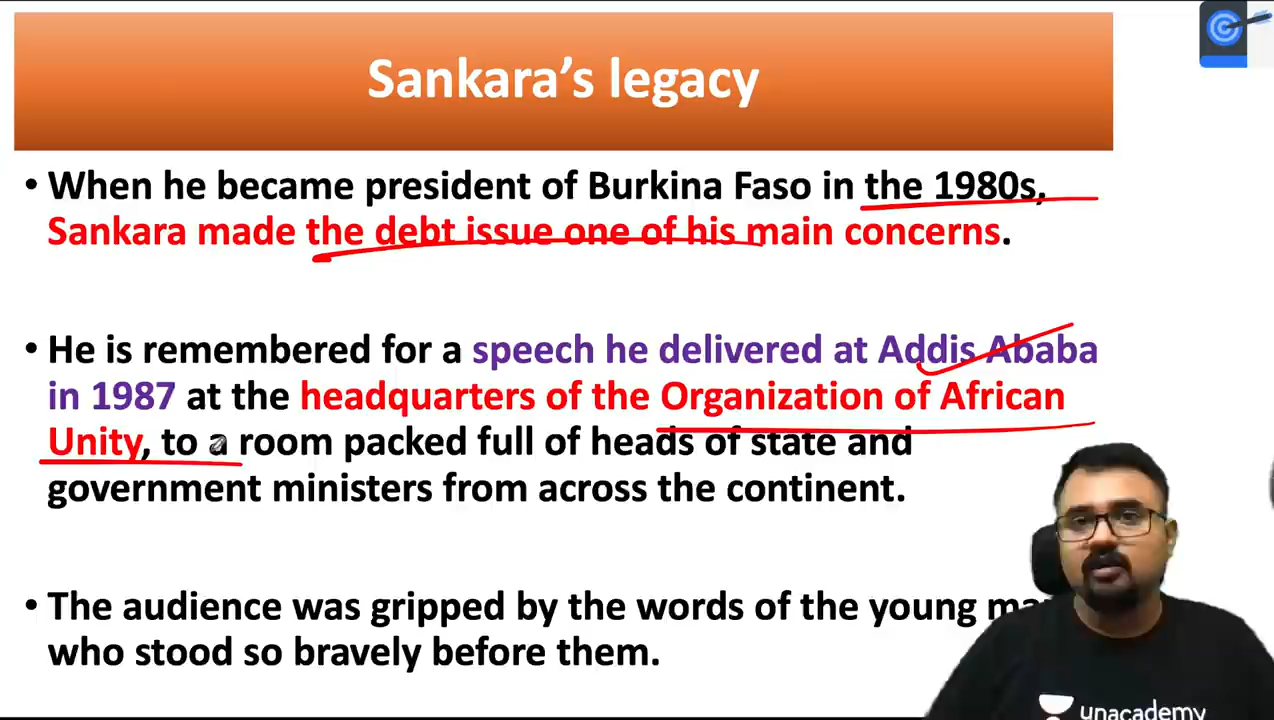 Sankara’s legacy
• When he became president of Burkina Faso in the 1980s,
Sankara made the debt issue one of his main concerns.
• He is remembered for a speech he delivered at Addis Ababa
in 1987 at the headquarters of the Organization of African
Unity, to a room packed full of heads of state and
government ministers from across the continent.
• The audience was gripped by the words of the young
who stood so bravely before them.
unacademy